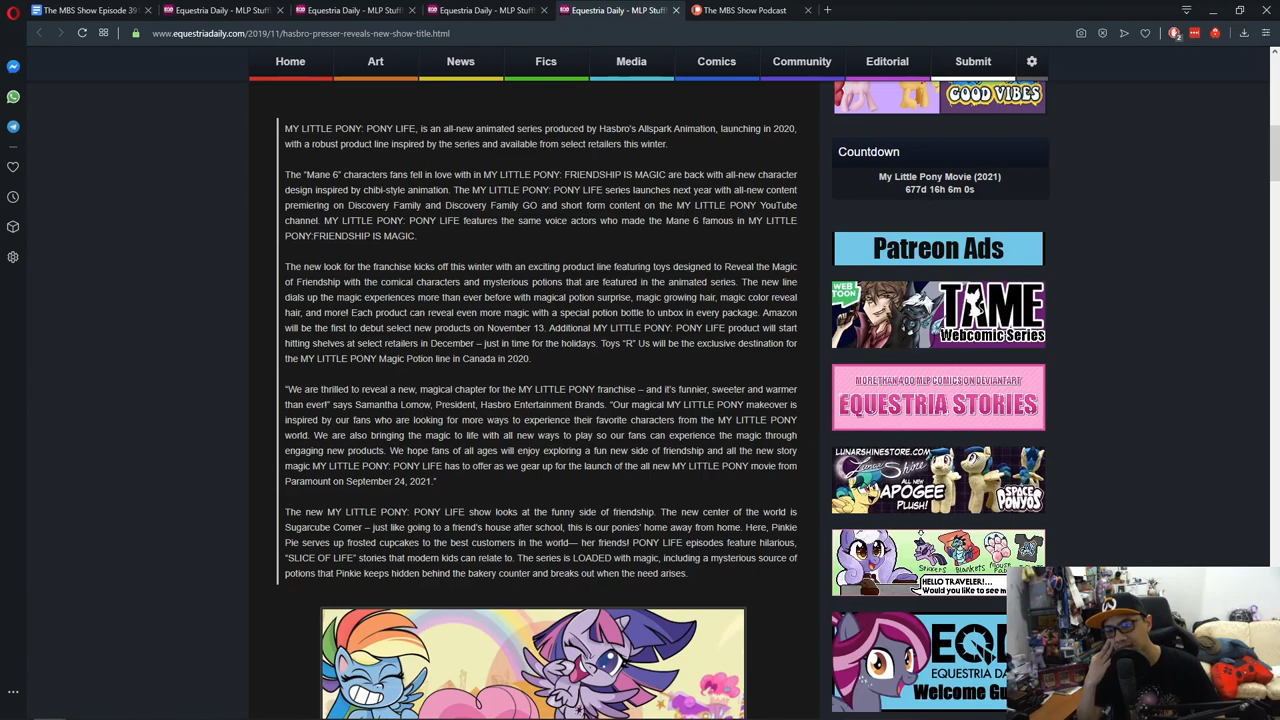 The MBS Show Episode 39
Equestria Daily - MLP Stuf
Equestria Daily - MLP Stuf
Equestria Daily - MLP Stuf
Equestria Daily - MLP Stuf
The MBS Show Podcast
www.equestriadaily.com/2019/11/hasbro-presser-reveals-new-show-title.html
2
Home
Art
News
Fics
Media
Comics
Community
Editorial
Submit
MY LITTLE PONY: PONY LIFE, is an all-new animated series produced by Hasbro's Allspark Animation, launching in 2020,
with a robust product line inspired by the series and available from select retailers this winter.
The "Mane 6" characters fans fell in love with in MY LITTLE PONY: FRIENDSHIP IS MAGIC are back with all-new character
design inspired by chibi-style animation. The MY LITTLE PONY: PONY LIFE series launches next year with all-new content
premiering on Discovery Family and Discovery Family GO and short form content on the MY LITTLE PONY YouTube
channel. MY LITTLE PONY: PONY LIFE features the same voice actors who made the Mane 6 famous in MY LITTLE
PONY:FRIENDSHIP IS MAGIC.
The new look for the franchise kicks off this winter with an exciting product line featuring toys designed to Reveal the Magic
of Friendship with the comical characters and mysterious potions that are featured in the animated series. The new line
dials up the magic experiences more than ever before with magical potion surprise, magic growing hair, magic color reveal
hair, and more! Each product can reveal even more magic with a special potion bottle to unbox in every package. Amazon
will be the first to debut select new products on November 13. Additional MY LITTLE PONY: PONY LIFE product will start
hitting shelves at select retailers in December – just in time for the holidays. Toys "R" Us will be the exclusive destination for
the MY LITTLE PONY Magic Potion line in Canada in 2020.
"We are thrilled to reveal a new, magical chapter for the MY LITTLE PONY franchise – and it's funnier, sweeter and warmer
than ever!" says Samantha Lomow, President, Hasbro Entertainment Brands. "Our magical MY LITTLE PONY makeover is
inspired by our fans who are looking for more ways to experience their favorite characters from the MY LITTLE PONY
world. We are also bringing the magic to life with all new ways to play so our fans can experience the magic through
engaging new products. We hope fans of all ages will enjoy exploring a fun new side of friendship and all the new story
magic MY LITTLE PONY: PONY LIFE has to offer as we gear up for the launch of the all new MY LITTLE PONY movie from
Paramount on September 24, 2021."
The new MY LITTLE PONY: PONY LIFE show looks at the funny side of friendship. The new center of the world is
Sugarcube Corner – just like going to a friend's house after school, this is our ponies' home away from home. Here, Pinkie
Pie serves up frosted cupcakes to the best customers in the world— her friends! PONY LIFE episodes feature hilarious,
"SLICE OF LIFE" stories that modern kids can relate to. The series is LOADED with magic, including a mysterious source of
potions that Pinkie keeps hidden behind the bakery counter and breaks out when the need arises.
GOOD VIBES
Countdown
My Little Pony Movie (2021)
677d 16h 6m 0s
Patreon Ads
WEB
TOON
TAME
Webcomic Series
MORE THAN 400 MLP COMICS ON DEVIANTART
EQUESTRIA STORIES
LUNARSHINESTORE.COM
Lunar Shine
ALL NEW
APOGEE
PLUSH!
SPACE
PONYOS
STICKERS
BLANKETS
HELLO TRAVELER!...
Would you like to see m
EQD
EQUESTRIA DA
Welcome Gu